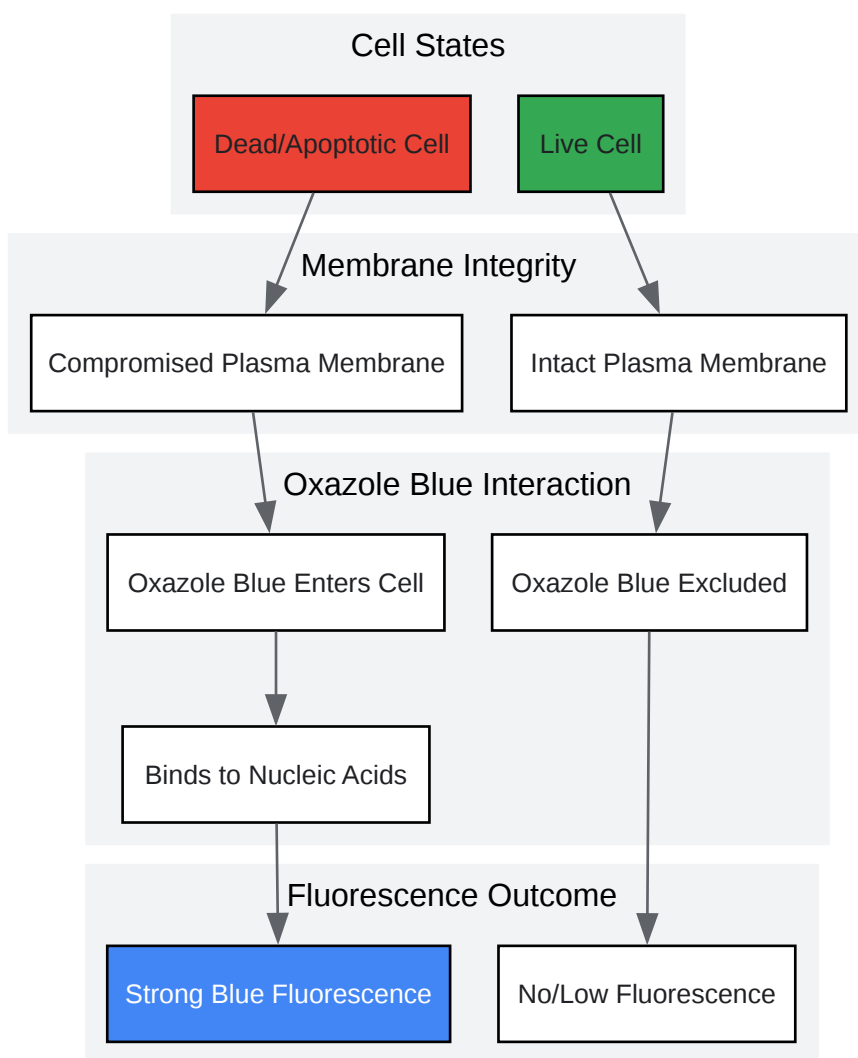 Cell States
Dead/Apoptotic Cell
Live Cell
Membrane Integrity
Compromised Plasma Membrane
Intact Plasma Membrane
Oxazole Blue Interaction
Oxazole Blue Enters Cell
Oxazole Blue Excluded
Binds to Nucleic Acids
Fluorescence Outcome
Strong Blue Fluorescence
No/Low Fluorescence